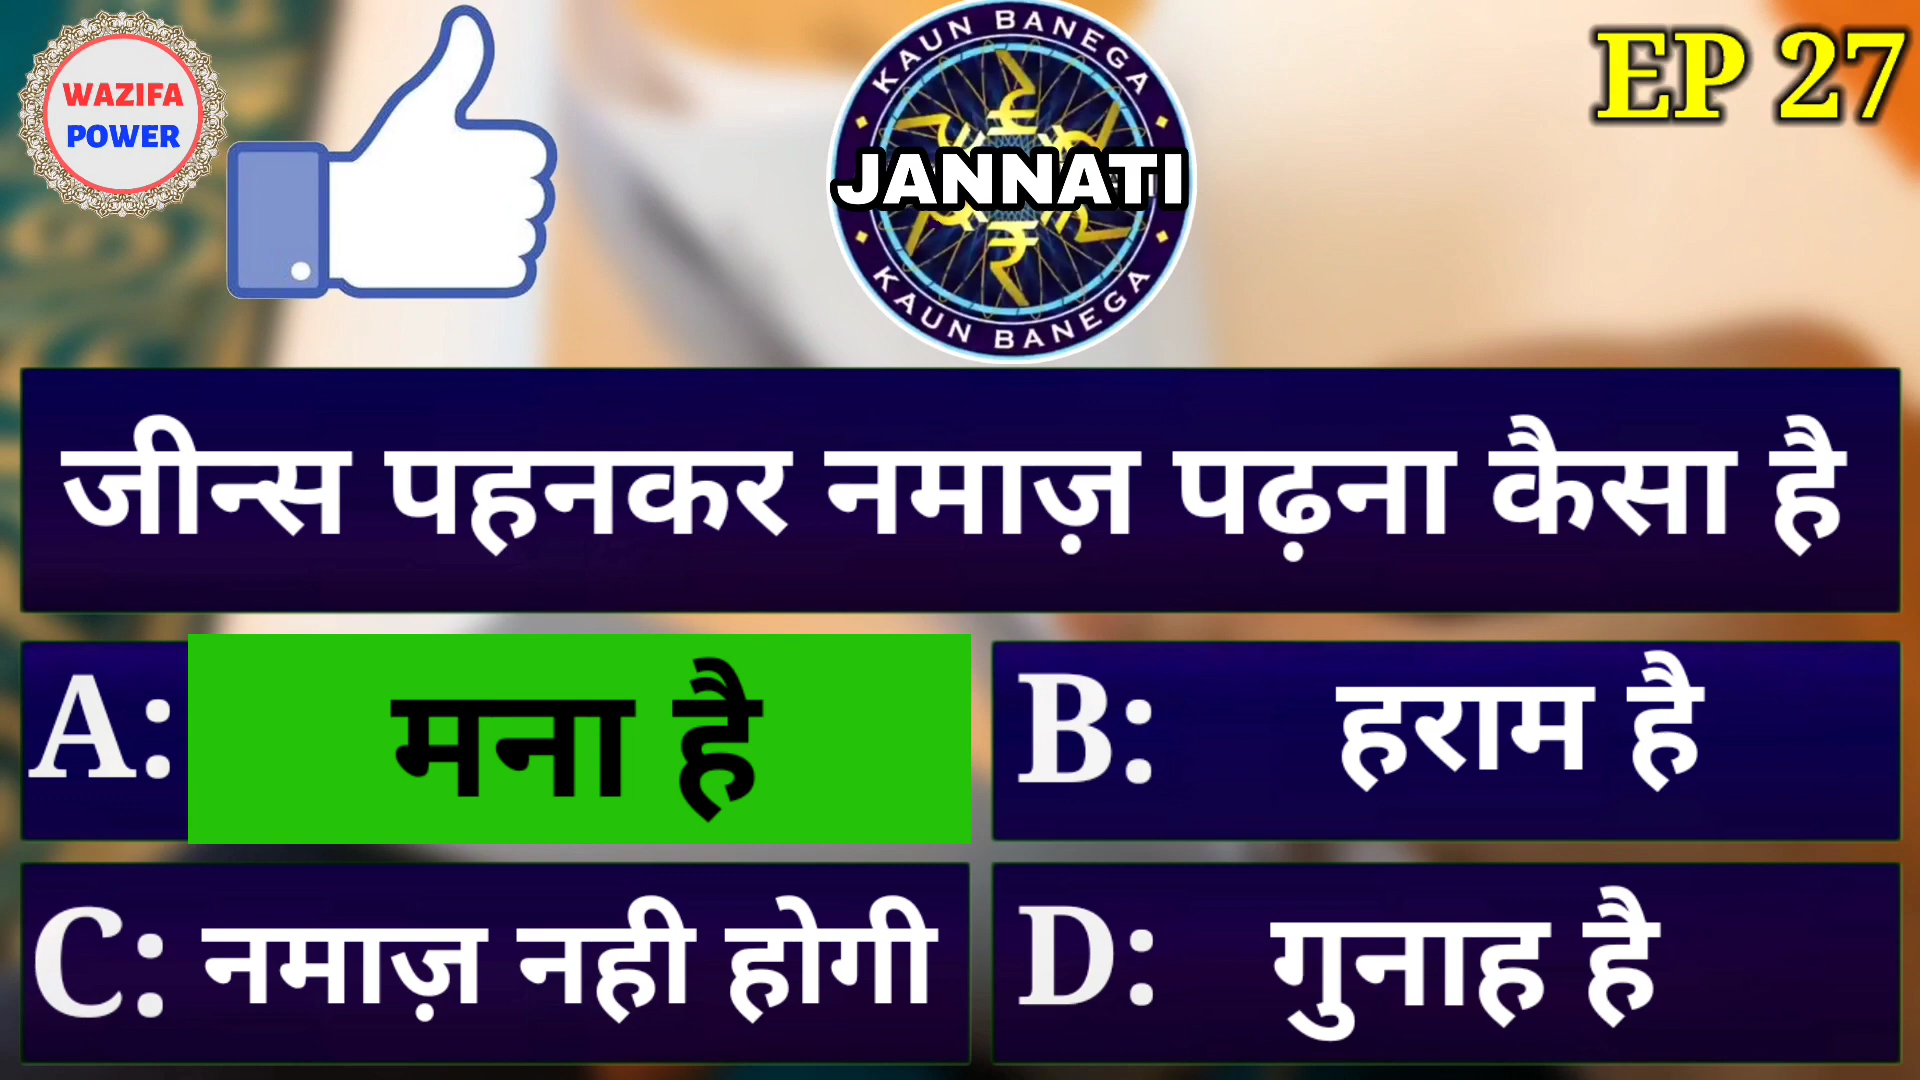 WAZIFA
POWER
KAUN BANEGA
JANNATI
KAUN BANEGA
EP 27
जीन्स पहनकर नमाज़ पढ़ना कैसा है
A: मना है
B: हराम है
C: नमाज़ नही होगी
D: गुनाह है